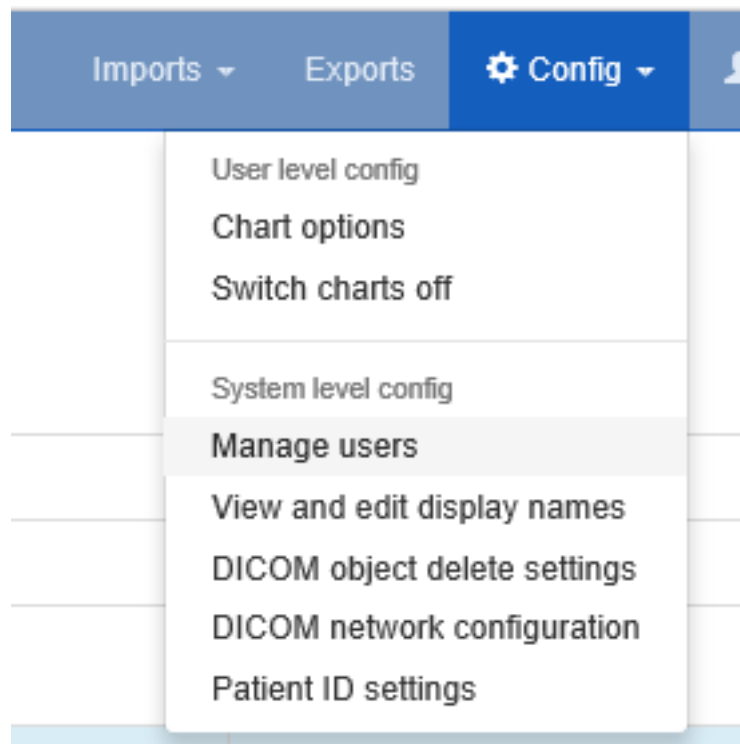 Imports Exports Config
User level config
Chart options
Switch charts off
System level config
Manage users
View and edit display names
DICOM object delete settings
DICOM network configuration
Patient ID settings